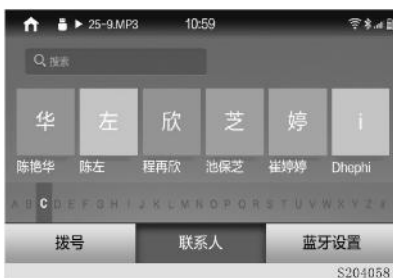 25-9.MP3 10:59
搜索
华 左 欣 芝 婷 i
陈艳华 陈左 程再欣 池保芝 崔婷婷 Dhephi
A B C D E F G H I J K L M N O P Q R S T U V W X Y Z #
拨号 联系人 蓝牙设置
S204058